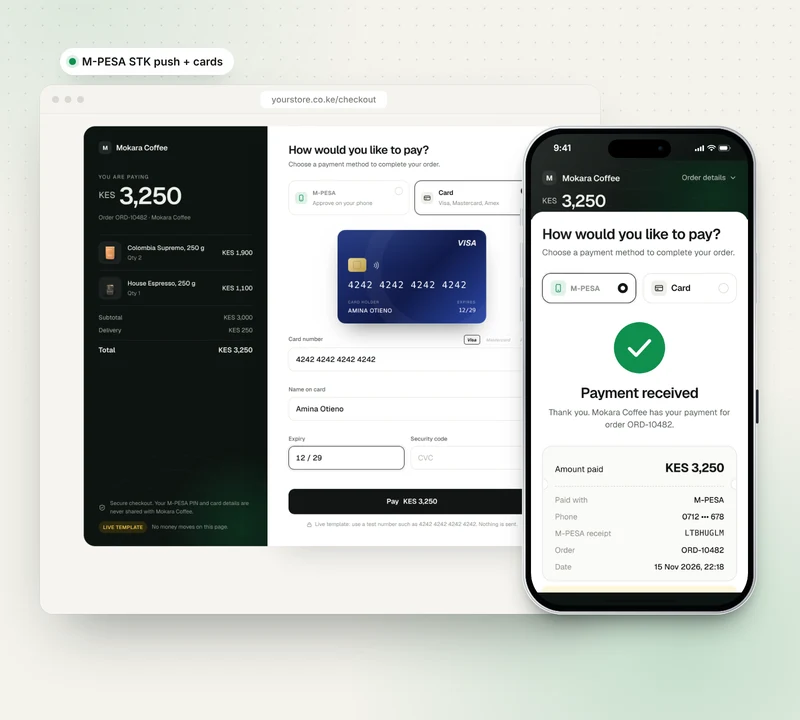 M-PESA STK push + cards
yourstore.co.ke/checkout
M Mokara Coffee
YOU ARE PAYING
KES 3,250
Order ORD-10482 · Mokara Coffee
Colombia Supremo, 250 g
Qty 2
KES 1,900
House Espresso, 250 g
Qty 1
KES 1,100
Subtotal KES 3,000
Delivery KES 250
Total KES 3,250
Secure checkout. Your M-PESA PIN and card details are
never shared with Mokara Coffee.
LIVE TEMPLATE No money moves on this page.
How would you like to pay?
Choose a payment method to complete your order.
M-PESA
Approve on your phone
Card
Visa, Mastercard, Amex
VISA
4242 4242 4242 4242
CARD HOLDER EXPIRES
AMINA OTIENO 12/29
Card number Visa Mastercard
4242 4242 4242 4242
Name on card
Amina Otieno
Expiry Security code
12 / 29 CVC
Pay KES 3,250
Live template: use a test number such as 4242 4242 4242 4242. Nothing is sent.
9:41
M Mokara Coffee Order details
KES 3,250
How would you like to pay?
Choose a payment method to complete your order.
M-PESA Card
Payment received
Thank you. Mokara Coffee has your payment for
order ORD-10482.
Amount paid KES 3,250
Paid with M-PESA
Phone 0712 ••• 678
M-PESA receipt LTBHUGLM
Order ORD-10482
Date 15 Nov 2026, 22:18